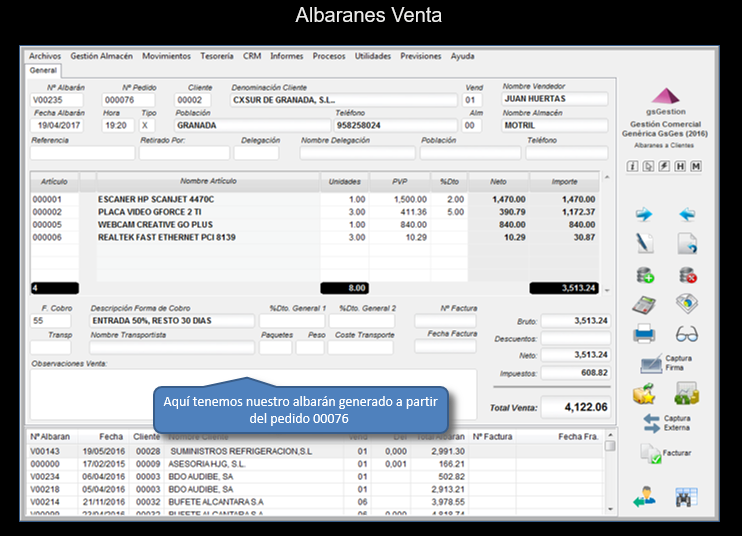 Albaranes Venta
Archivos Gestión Almacén Movimientos Tesorería CRM Informes Procesos Utilidades Previsiones Ayuda
General
Nº Albarán Nº Pedido Cliente Denominación Cliente Vend Nombre Vendedor
V00235 000076 00002 CXSUR DE GRANADA, S.L.. 01 JUAN HUERTAS
Fecha Albarán Hora Tipo Población Teléfono Alm Nombre Almacén
19/04/2017 19:20 X GRANADA 958258024 00 MOTRIL
Referencia Retirado Por: Delegación Nombre Delegación Población Teléfono
gsGestion
Gestión Comercial
Genérica GsGes (2016)
Albaranes a Clientes
i H M
Artículo Nombre Artículo Unidades PVP %Dto Neto Importe
000001 ESCANER HP SCANJET 4470C 1.00 1,500.00 2.00 1,470.00 1,470.00
000002 PLACA VIDEO GFORCE 2 TI 3.00 411.36 5.00 390.79 1,172.37
000005 WEBCAM CREATIVE GO PLUS 1.00 840.00 840.00 840.00
000006 REALTEK FAST ETHERNET PCI 8139 3.00 10.29 10.29 30.87
4 8.00 3,513.24
F. Cobro Descripción Forma de Cobro %Dto. General 1 %Dto. General 2 Nº Factura
55 ENTRADA 50%, RESTO 30 DIAS
Transp Nombre Transportista Paquetes Peso Coste Transporte Fecha Factura
Observaciones Venta:
Bruto: 3,513.24
Descuentos:
Neto: 3,513.24
Impuestos: 608.82
Total Venta: 4,122.06
Aquí tenemos nuestro albarán generado a partir
del pedido 00076
Captura
Firma
Captura
Externa
Facturar
Nº Albaran Fecha Cliente Nombre Cliente Vend Del Total Albaran Nº Factura Fecha Fra.
V00143 19/05/2016 00028 SUMINISTROS REFRIGERACION,S.L 01 0,000 2,991.30
000000 17/02/2015 00009 ASESORIA HJG, S.L. 01 0,001 166.21
V00234 06/04/2016 00003 BDO AUDIBE, SA 01 502.82
V00218 05/04/2016 00003 BDO AUDIBE, SA 01 2,913.21
V00214 21/11/2016 00032 BUFETE ALCANTARA S.A 06 3,978.55